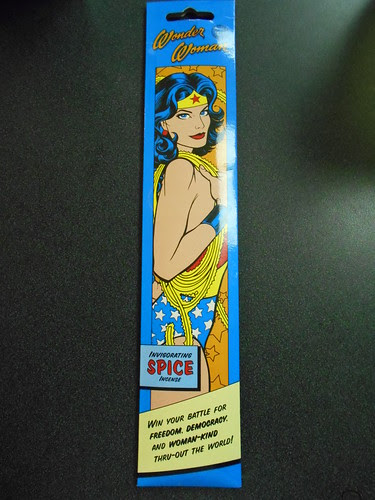 Wonder
Woman
INVIGORATING
SPICE
INCENSE
WIN YOUR BATTLE FOR
FREEDOM, DEMOCRACY,
AND WOMAN-KIND
THRU-OUT THE WORLD!